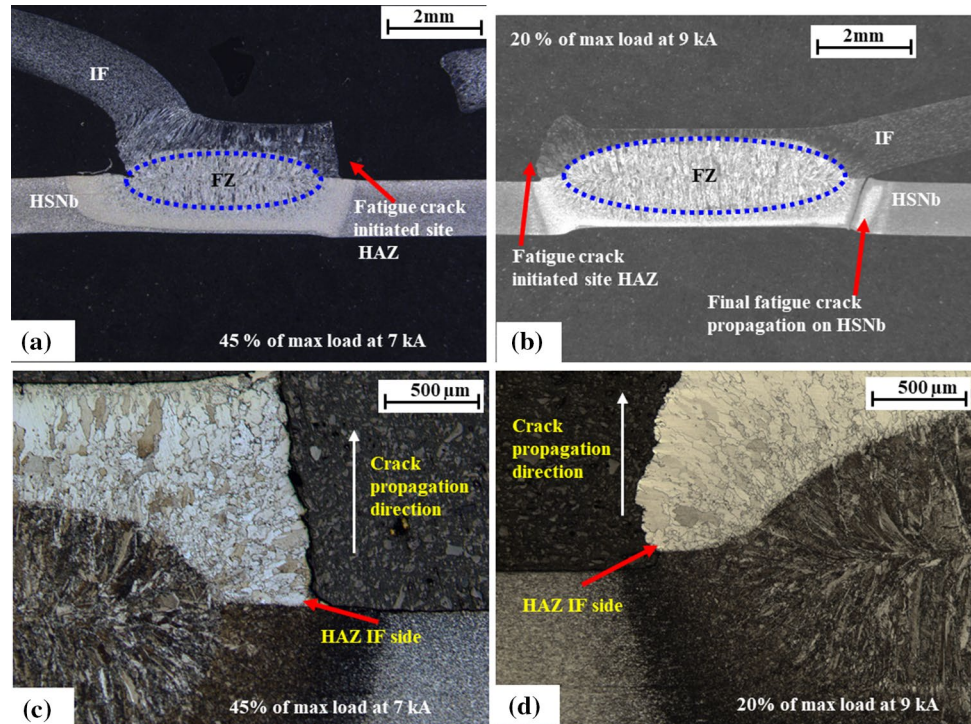 2mm
IF
FZ
HSNb
Fatigue crack
initiated site
HAZ
(a)
45 % of max load at 7 kA
20 % of max load at 9 kA
2mm
IF
FZ
HSNb
Fatigue crack
initiated site HAZ
Final fatigue crack
propagation on HSNb
(b)
500 µm
Crack
propagation
direction
HAZ IF side
(c)
45% of max load at 7 kA
500 µm
Crack
propagation
direction
HAZ IF side
(d)
20% of max load at 9 kA